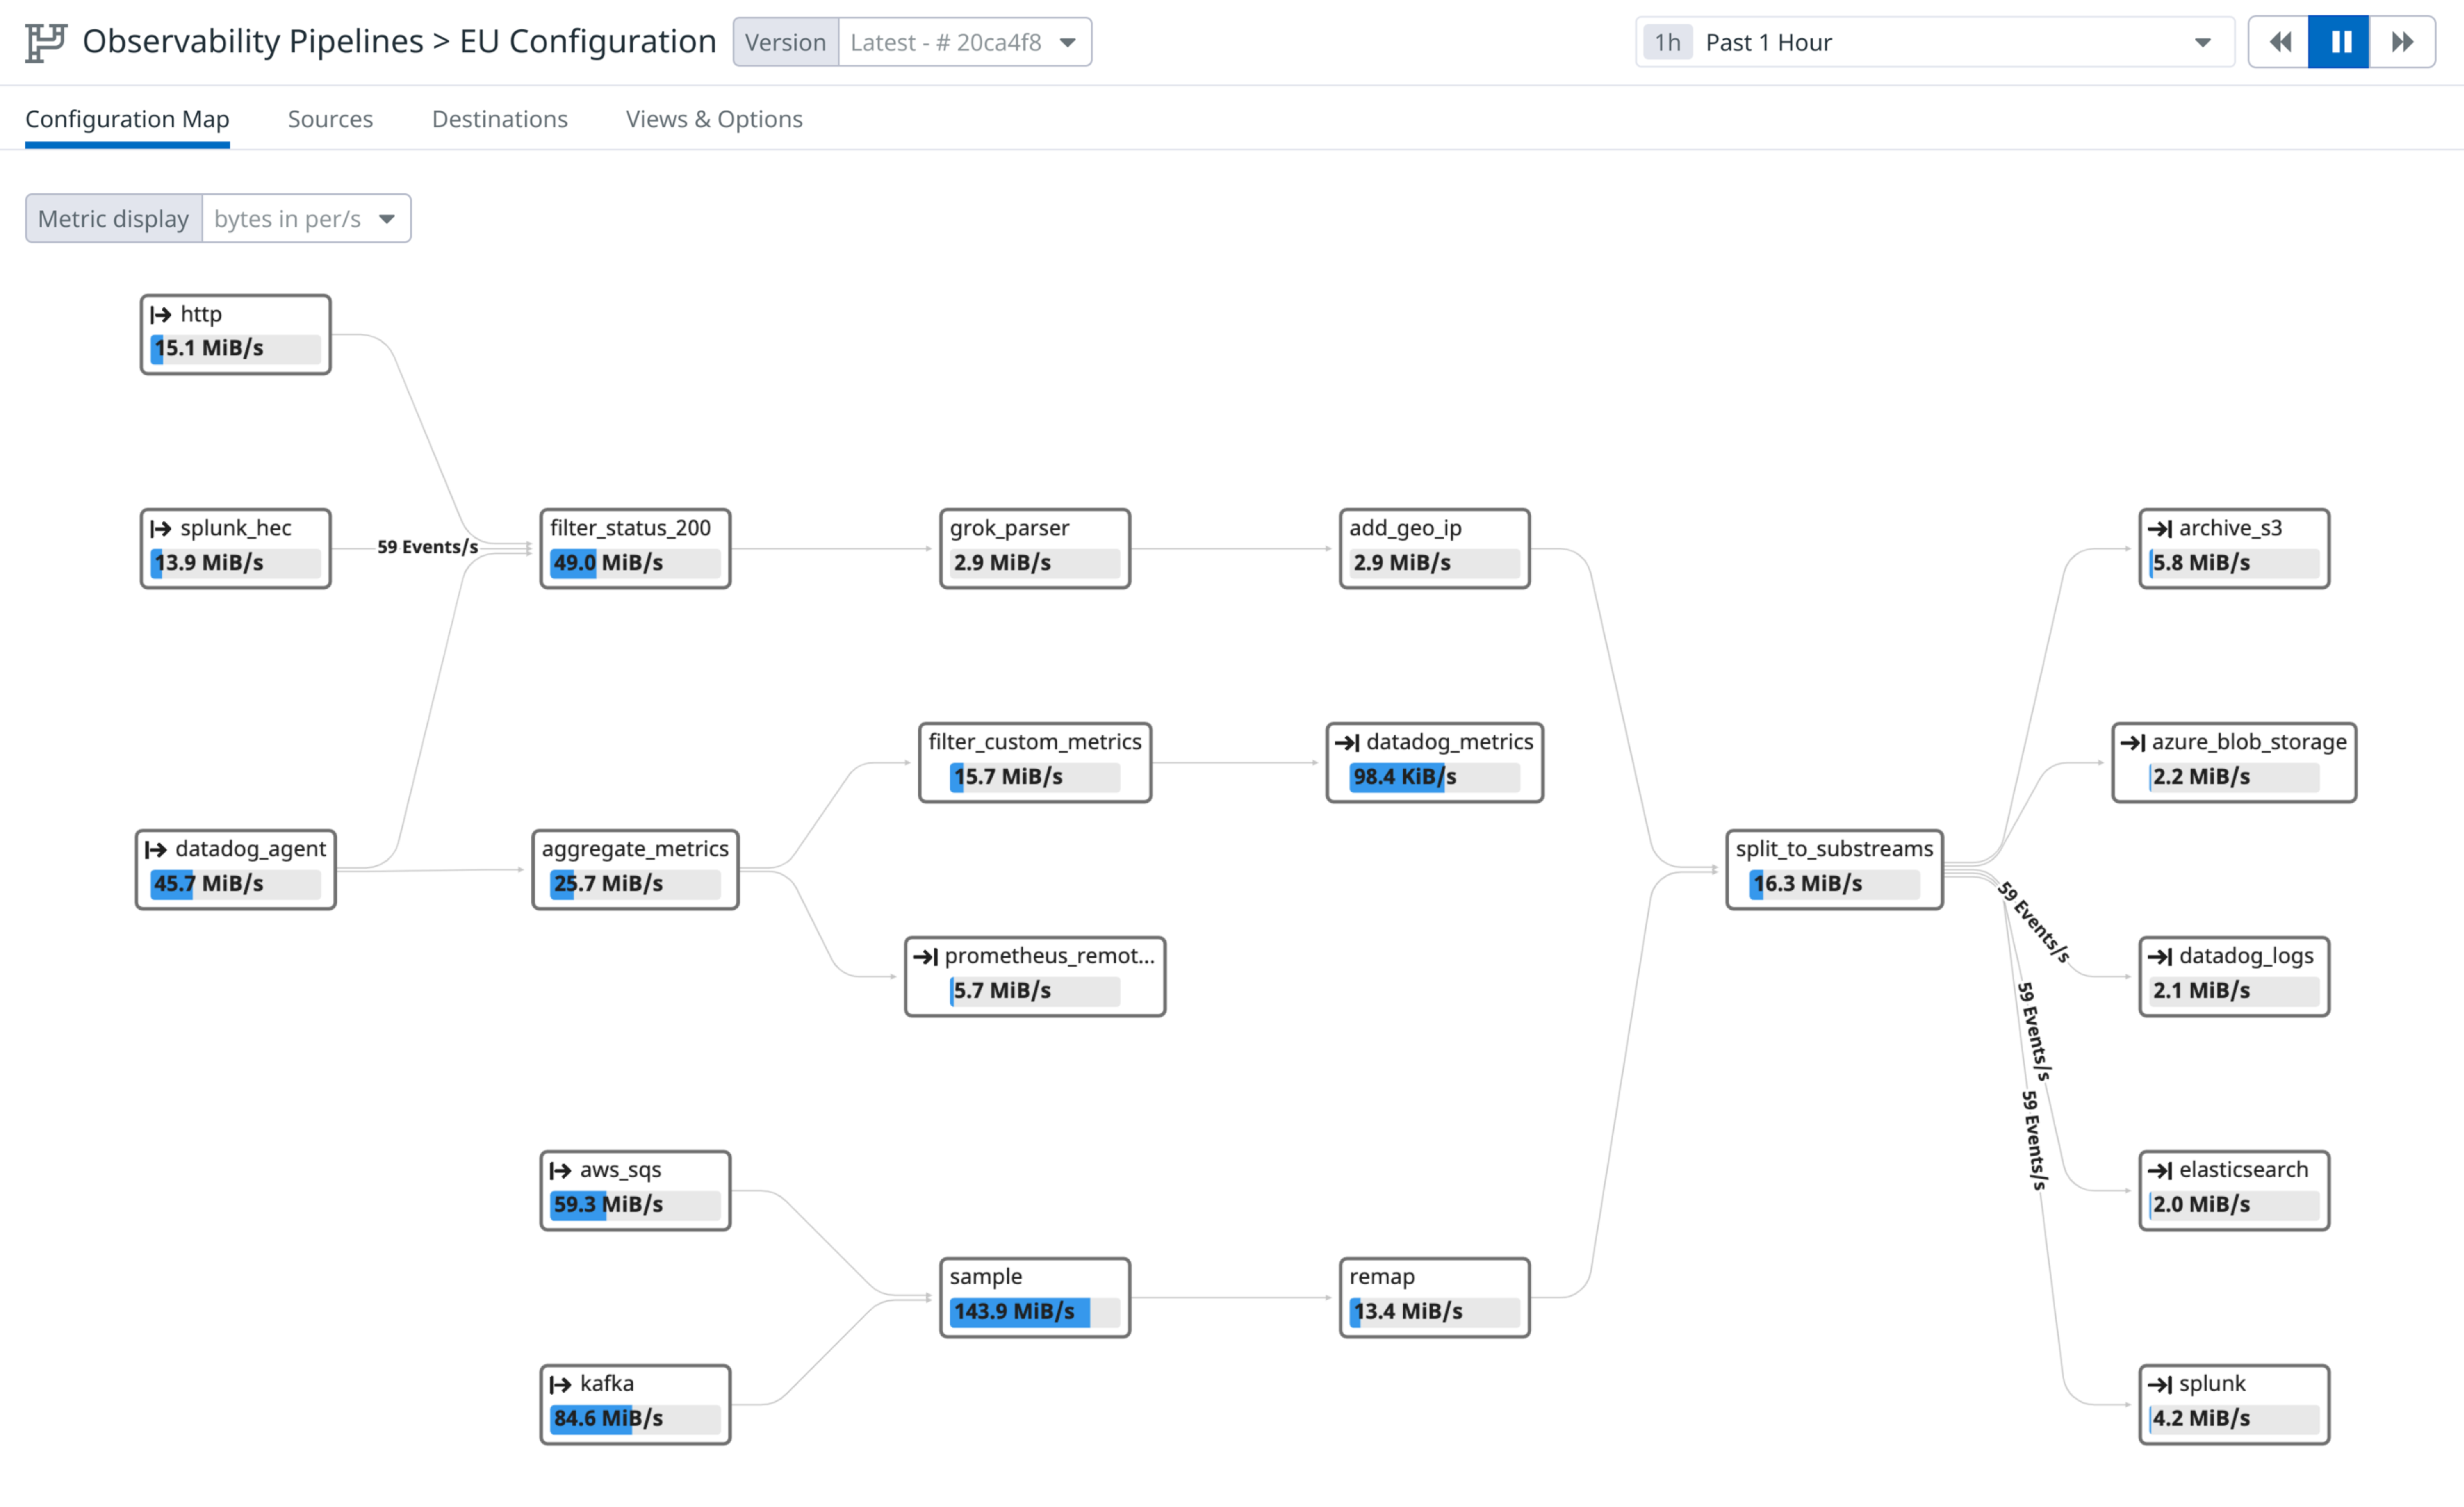 Observability Pipelines > EU Configuration
Version Latest - # 20ca4f8
1h Past 1 Hour
Configuration Map Sources Destinations Views & Options
Metric display bytes in per/s
http
15.1 MiB/s
splunk_hec
13.9 MiB/s
59 Events/s
filter_status_200
49.0 MiB/s
grok_parser
2.9 MiB/s
add_geo_ip
2.9 MiB/s
archive_s3
5.8 MiB/s
filter_custom_metrics
15.7 MiB/s
datadog_metrics
98.4 KiB/s
azure_blob_storage
2.2 MiB/s
datadog_agent
45.7 MiB/s
aggregate_metrics
25.7 MiB/s
split_to_substreams
16.3 MiB/s
59 Events/s
59 Events/s
59 Events/s
prometheus_remot...
5.7 MiB/s
datadog_logs
2.1 MiB/s
aws_sqs
59.3 MiB/s
elasticsearch
2.0 MiB/s
sample
143.9 MiB/s
remap
13.4 MiB/s
kafka
84.6 MiB/s
splunk
4.2 MiB/s